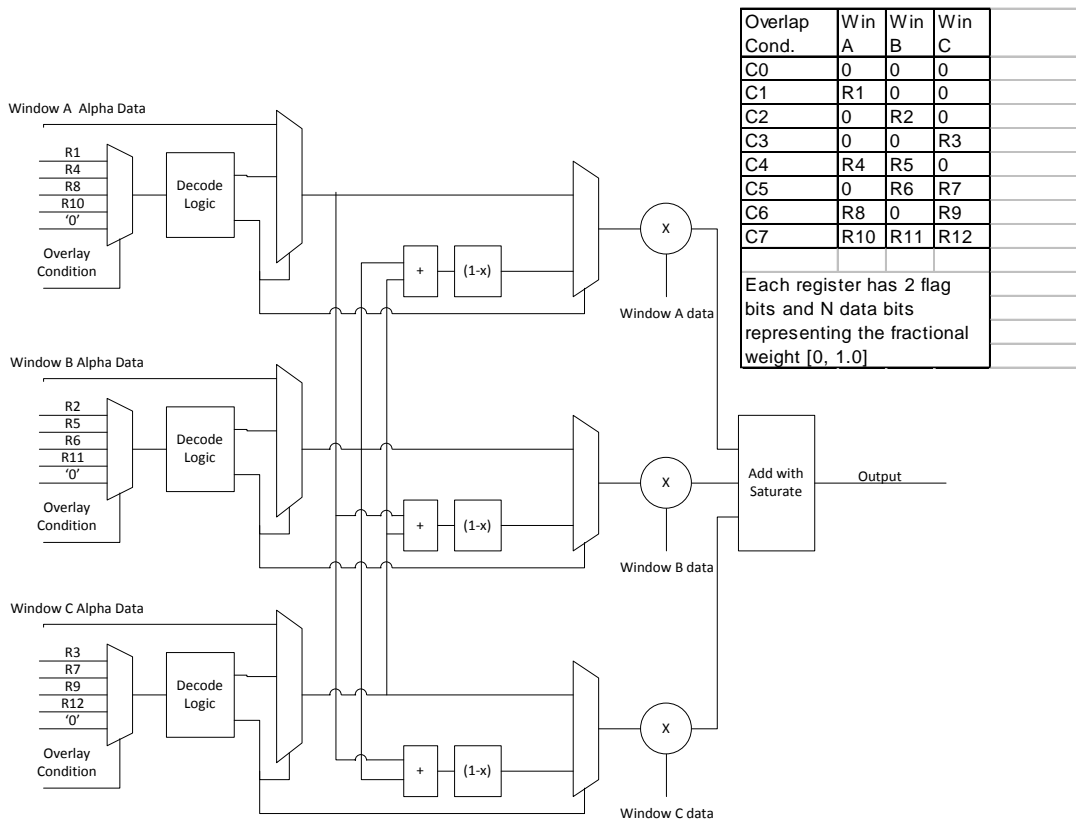 Overlap Cond. Win A Win B Win C
C0 0 0 0
C1 R1 0 0
C2 0 R2 0
C3 0 0 R3
C4 R4 R5 0
C5 0 R6 R7
C6 R8 0 R9
C7 R10 R11 R12
Each register has 2 flag
bits and N data bits
representing the fractional
weight [0, 1.0]
Window A Alpha Data
R1
R4
R8
R10
'0'
Overlay
Condition
Decode
Logic
+
(1-x)
X
Window A data
Window B Alpha Data
R2
R5
R6
R11
'0'
Overlay
Condition
Decode
Logic
+
(1-x)
X
Window B data
Add with
Saturate
Output
Window C Alpha Data
R3
R7
R9
R12
'0'
Overlay
Condition
Decode
Logic
+
(1-x)
X
Window C data